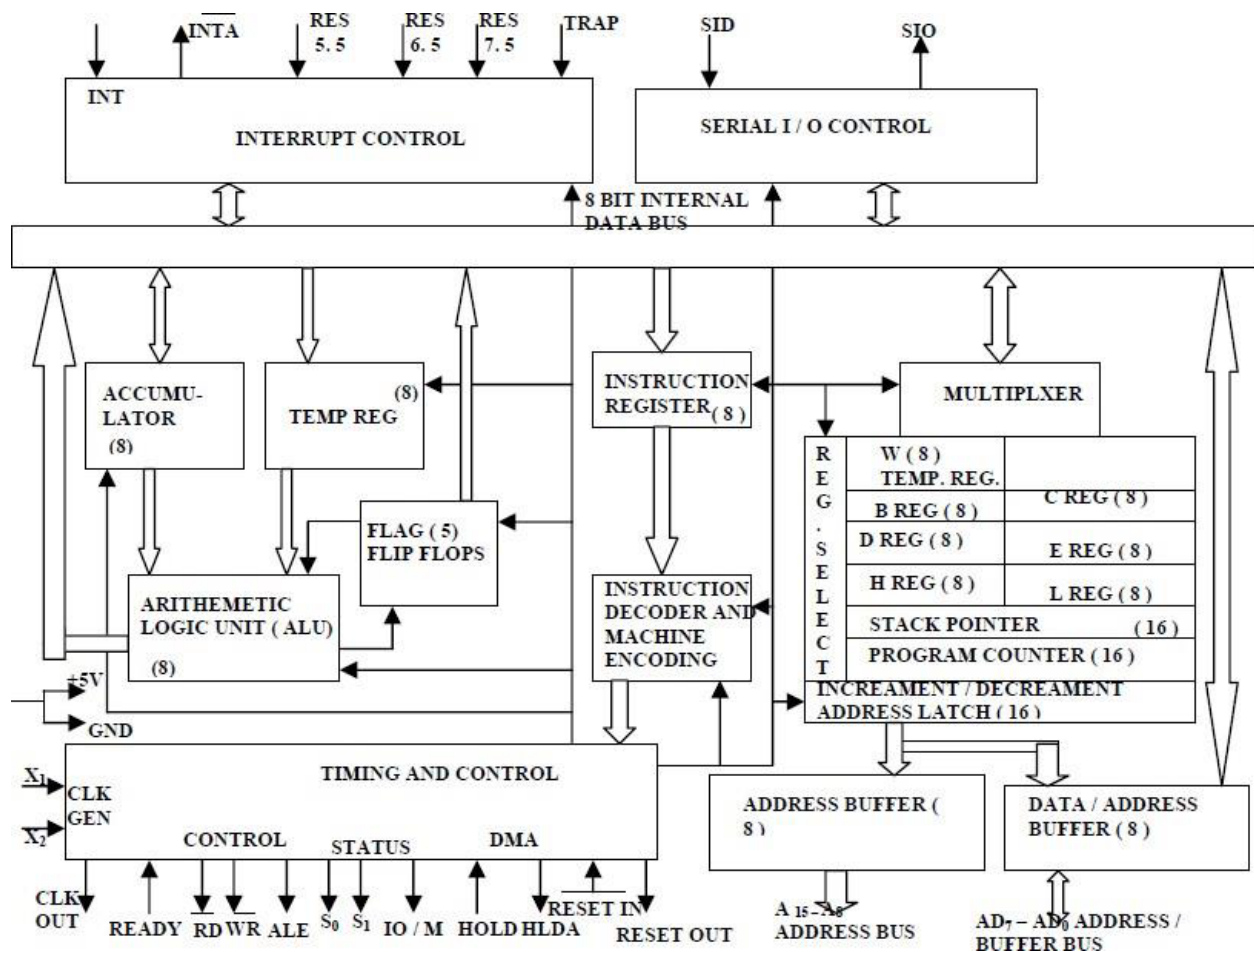 INTA
RES
5. 5
RES
6. 5
RES
7. 5
TRAP
SID
SIO
INT
INTERRUPT CONTROL
SERIAL I / O CONTROL
8 BIT INTERNAL
DATA BUS
ACCUMU-
LATOR
(8)
(8)
TEMP REG
INSTRUCTION
REGISTER ( 8 )
MULTIPLXER
REG. SELECT
W ( 8 )
TEMP. REG.
C REG ( 8 )
B REG ( 8 )
D REG ( 8 )
E REG ( 8 )
H REG ( 8 )
L REG ( 8 )
STACK POINTER ( 16 )
PROGRAM COUNTER ( 16 )
INCREAMENT / DECREAMENT
ADDRESS LATCH ( 16 )
FLAG ( 5 )
FLIP FLOPS
ARITHEMETIC
LOGIC UNIT ( ALU)
(8)
INSTRUCTION
DECODER AND
MACHINE
ENCODING
+5V
GND
X1
X2
CLK
GEN
TIMING AND CONTROL
CONTROL
STATUS
DMA
ADDRESS BUFFER (
8 )
DATA / ADDRESS
BUFFER ( 8 )
CLK
OUT
READY
RD
WR
ALE
S0
S1
IO / M
HOLD
HLDA
RESET IN
RESET OUT
A 15 – A8
ADDRESS BUS
AD7 – AD0 ADDRESS /
BUFFER BUS